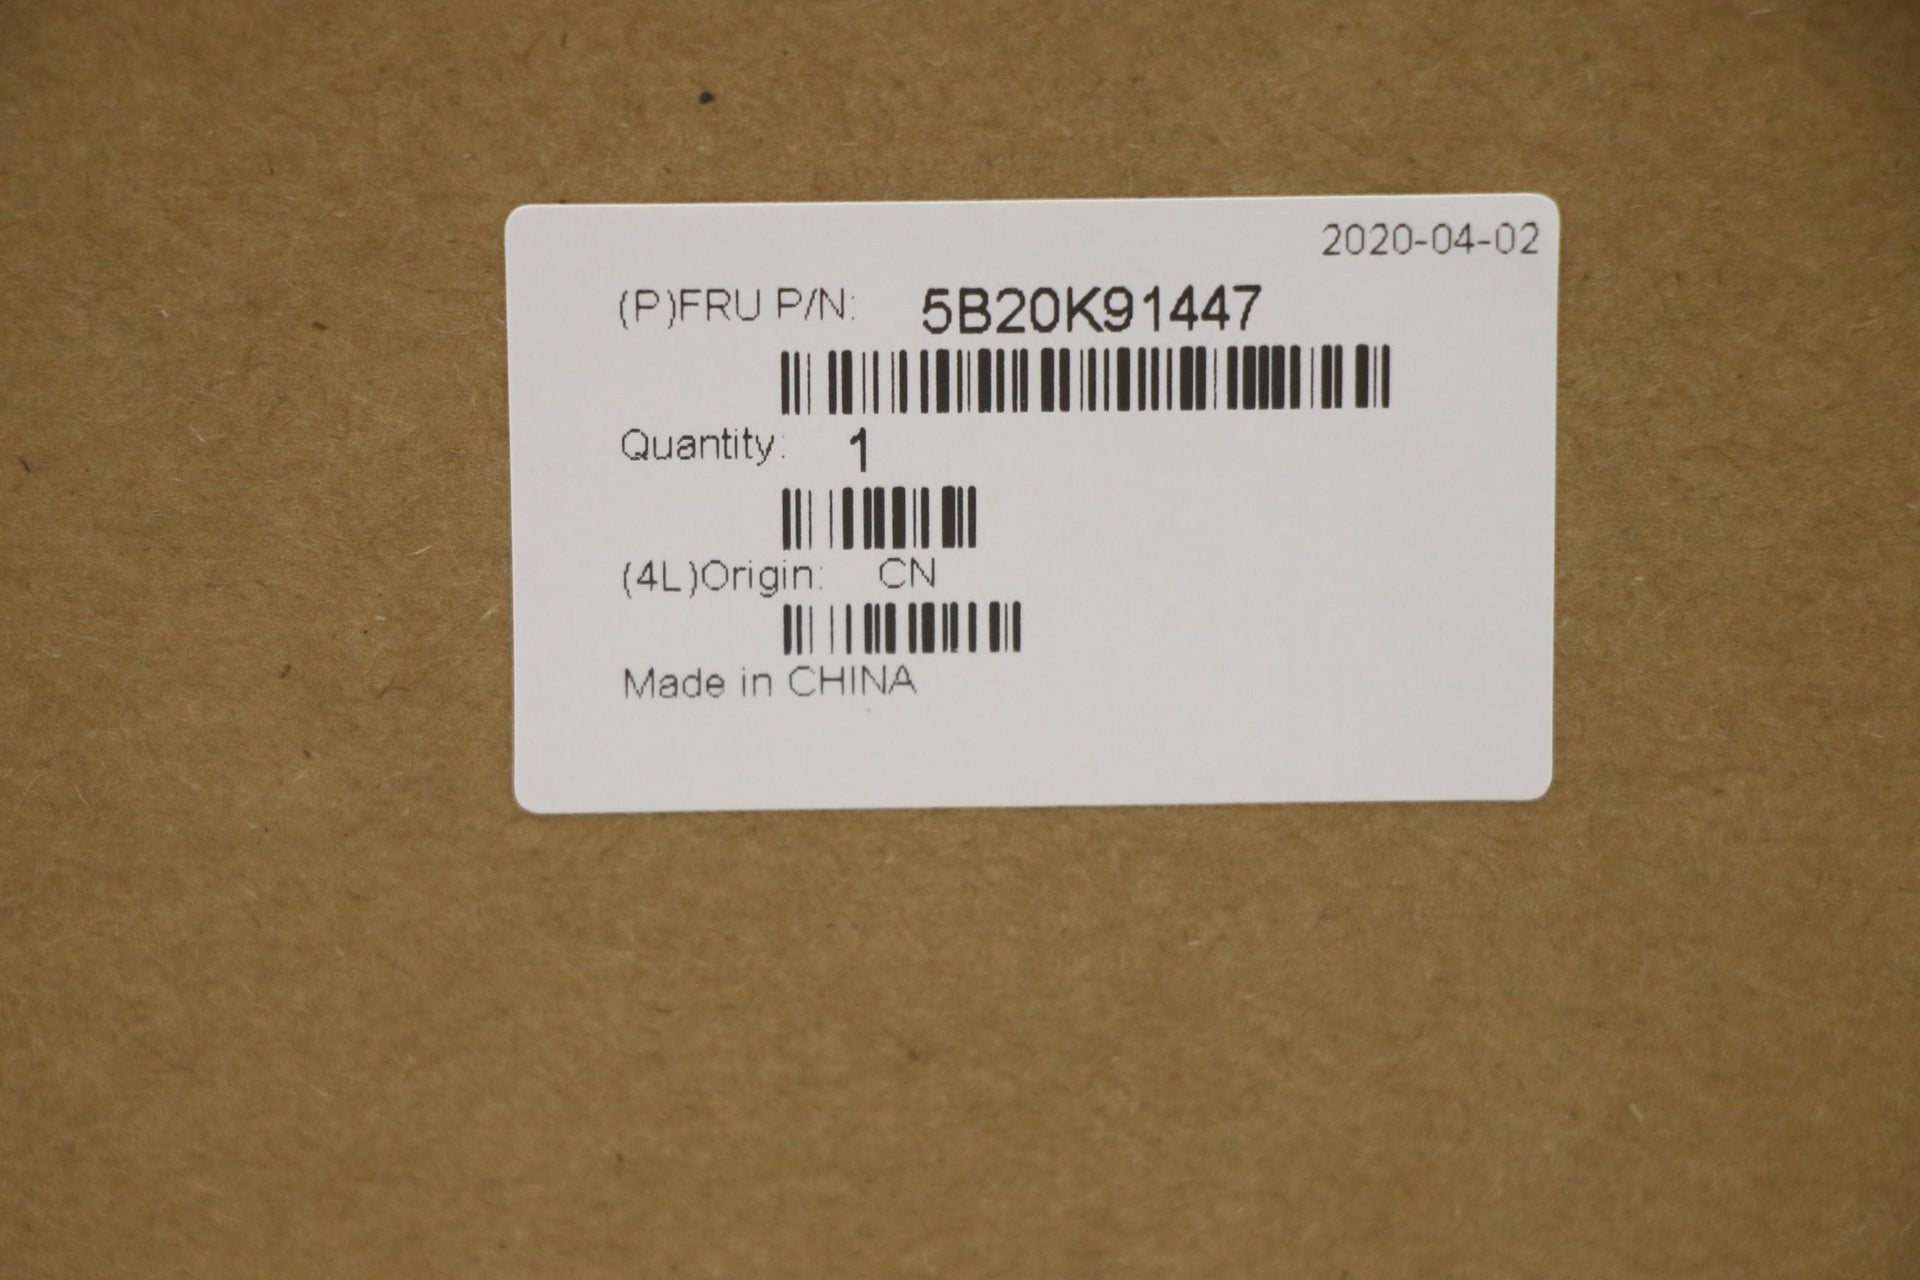 2020-04-02
(P)FRU P/N: 5B20K91447
Quantity: 1
(4L)Origin: CN
Made in CHINA